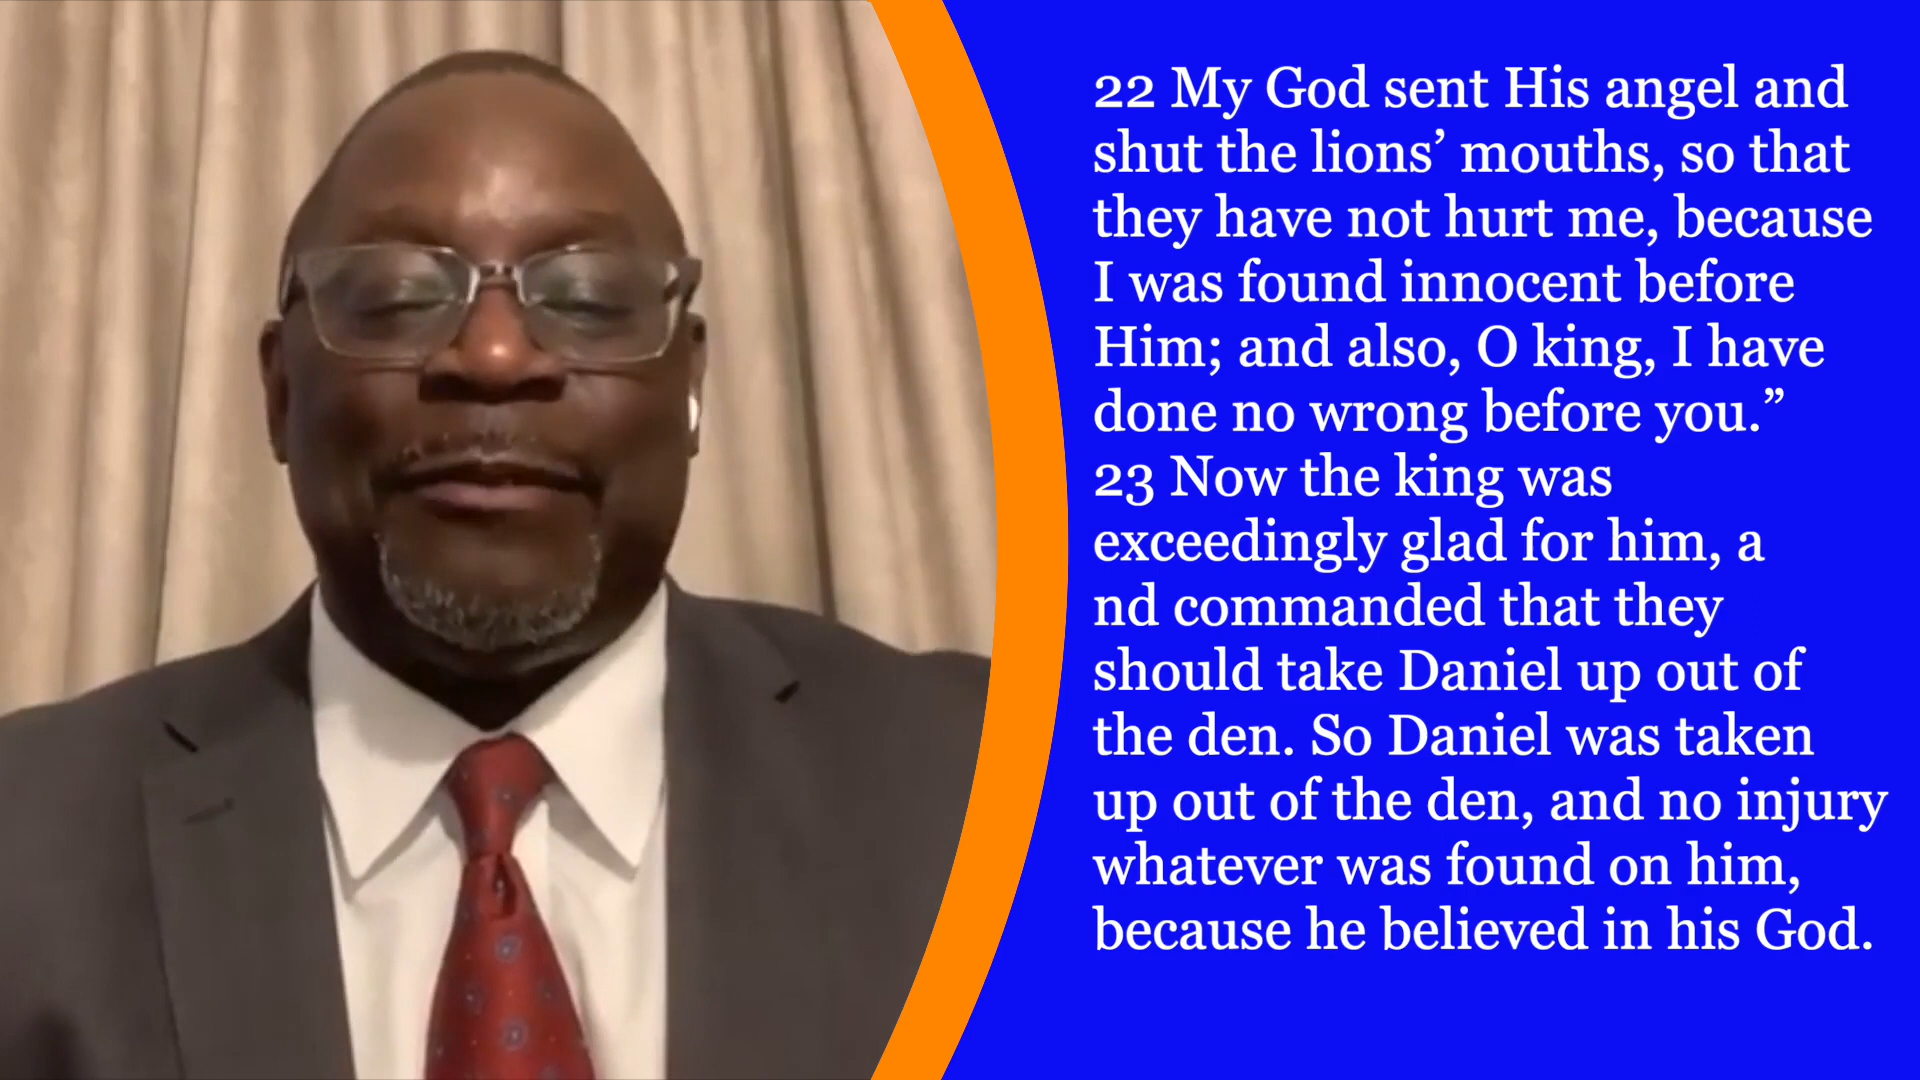 22 My God sent His angel and
shut the lions’ mouths, so that
they have not hurt me, because
I was found innocent before
Him; and also, O king, I have
done no wrong before you.”
23 Now the king was
exceedingly glad for him, a
nd commanded that they
should take Daniel up out of
the den. So Daniel was taken
up out of the den, and no injury
whatever was found on him,
because he believed in his God.